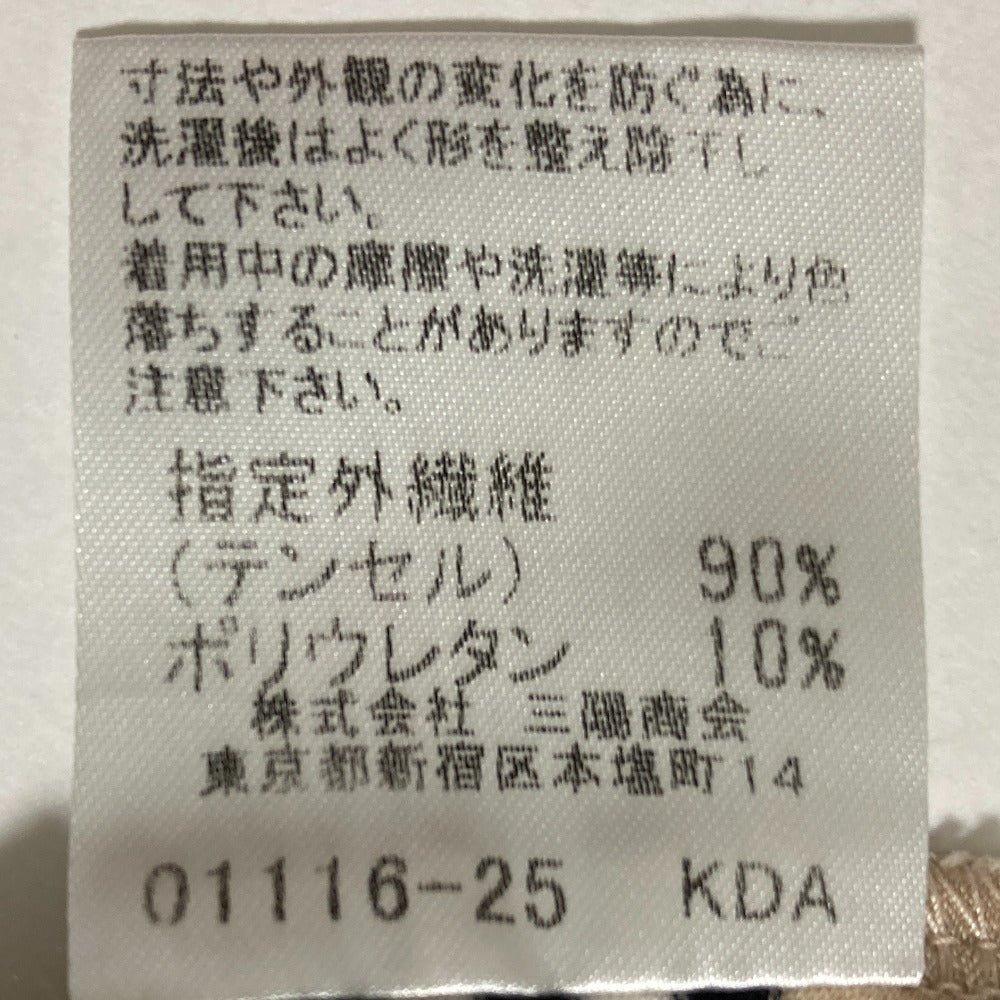 寸法や外観の変化を防ぐ為に、
洗濯後はよく形を整え陰干し
して下さい。
着用中の摩擦や洗濯等により色
落ちすることがありますのでご
注意下さい。
指定外繊維
(テンセル) 90%
ポリウレタン 10%
株式会社 三陽商会
東京都新宿区本塩町14
01116-25 KDA